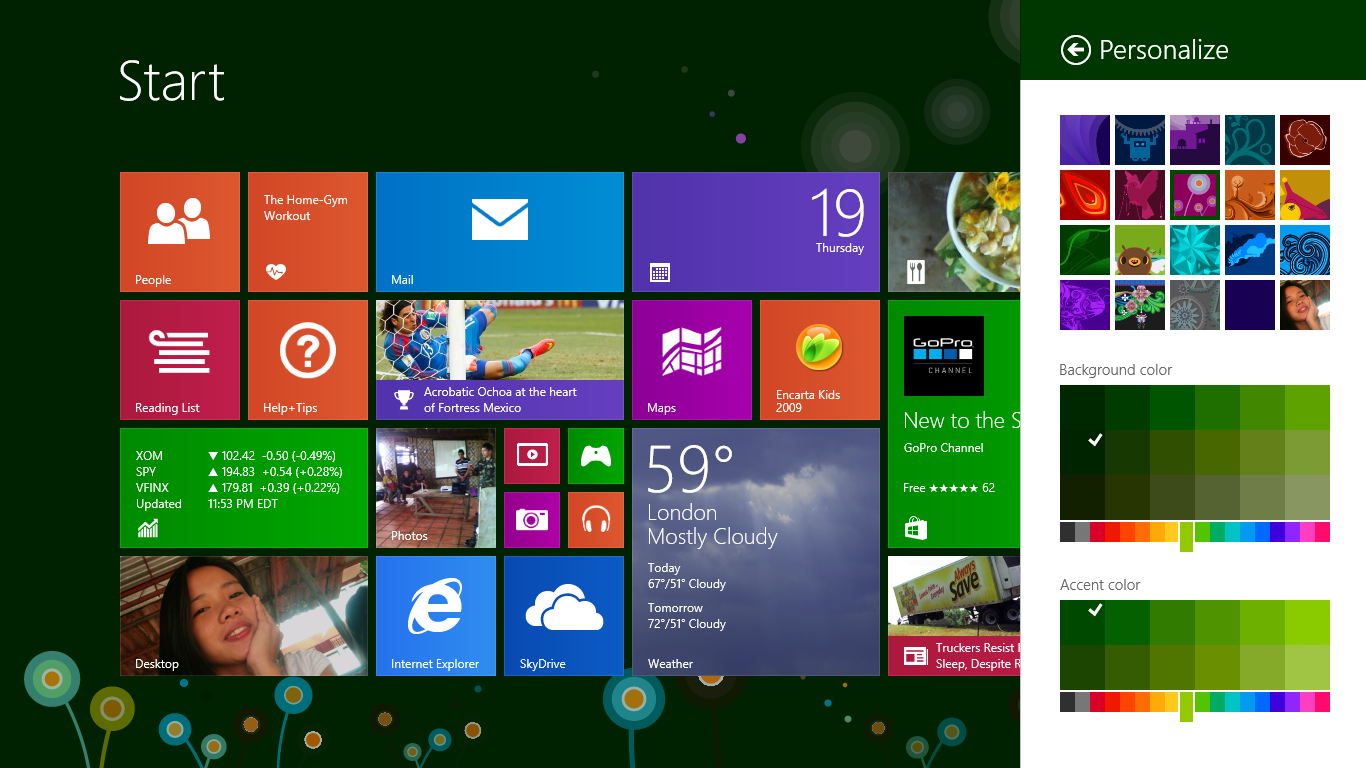 Start
Personalize
People
The Home-Gym
Workout
Mail
19
Thursday
Reading List
Help+Tips
Acrobatic Ochoa at the heart
of Fortress Mexico
Maps
Encarta Kids
2009
GoPro
CHANNEL
New to the S
GoPro Channel
Free ★★★★★ 62
XOM ▼ 102.42 -0.50 (-0.49%)
SPY ▲ 194.83 +0.54 (+0.28%)
VFINX ▲ 179.81 +0.39 (+0.22%)
Updated 11:53 PM EDT
Photos
59°
London
Mostly Cloudy
Today
67°/51° Cloudy
Tomorrow
72°/51° Cloudy
Weather
Desktop
Internet Explorer
SkyDrive
Always
Save
Truckers Resist
Sleep, Despite R
Background color
Accent color